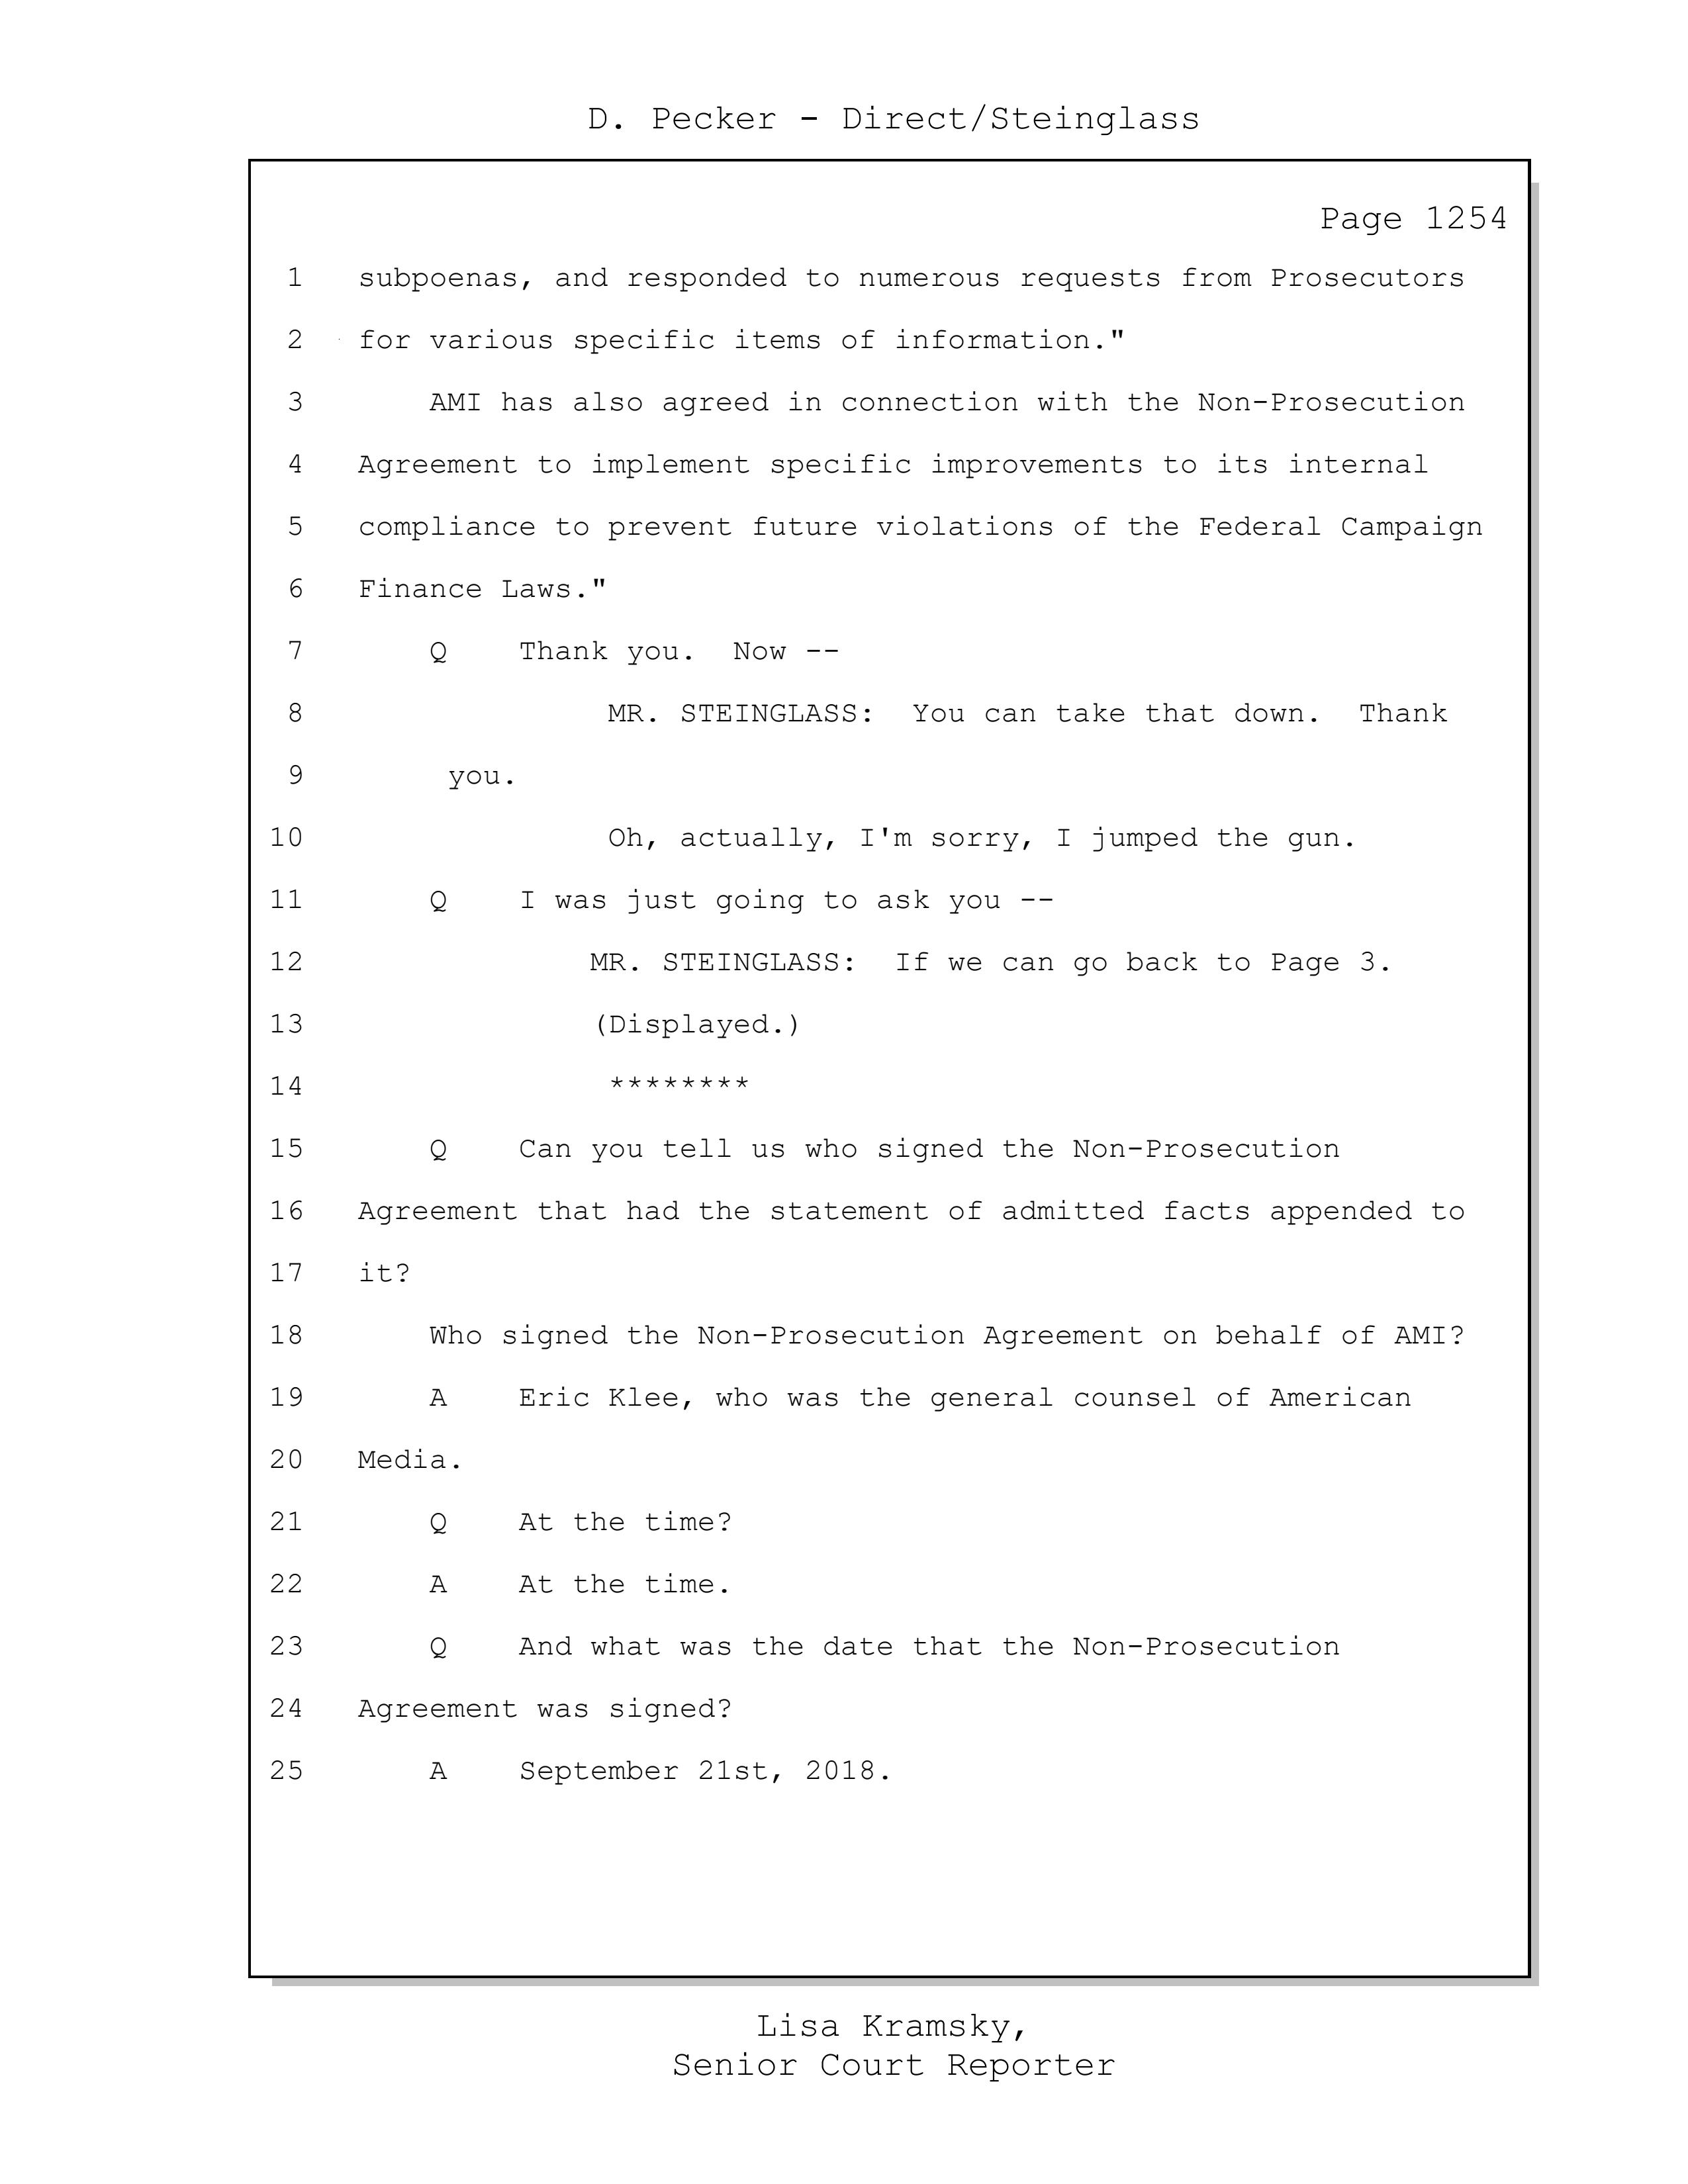 D. Pecker - Direct/Steinglass
Page 1254
1 subpoenas, and responded to numerous requests from Prosecutors
2 for various specific items of information."
3 AMI has also agreed in connection with the Non-Prosecution
4 Agreement to implement specific improvements to its internal
5 compliance to prevent future violations of the Federal Campaign
6 Finance Laws."
7 Q Thank you. Now --
8 MR. STEINGLASS: You can take that down. Thank
9 you.
10 Oh, actually, I'm sorry, I jumped the gun.
11 Q I was just going to ask you --
12 MR. STEINGLASS: If we can go back to Page 3.
13 (Displayed.)
14 ********
15 Q Can you tell us who signed the Non-Prosecution
16 Agreement that had the statement of admitted facts appended to
17 it?
18 Who signed the Non-Prosecution Agreement on behalf of AMI?
19 A Eric Klee, who was the general counsel of American
20 Media.
21 Q At the time?
22 A At the time.
23 Q And what was the date that the Non-Prosecution
24 Agreement was signed?
25 A September 21st, 2018.
Lisa Kramsky,
Senior Court Reporter